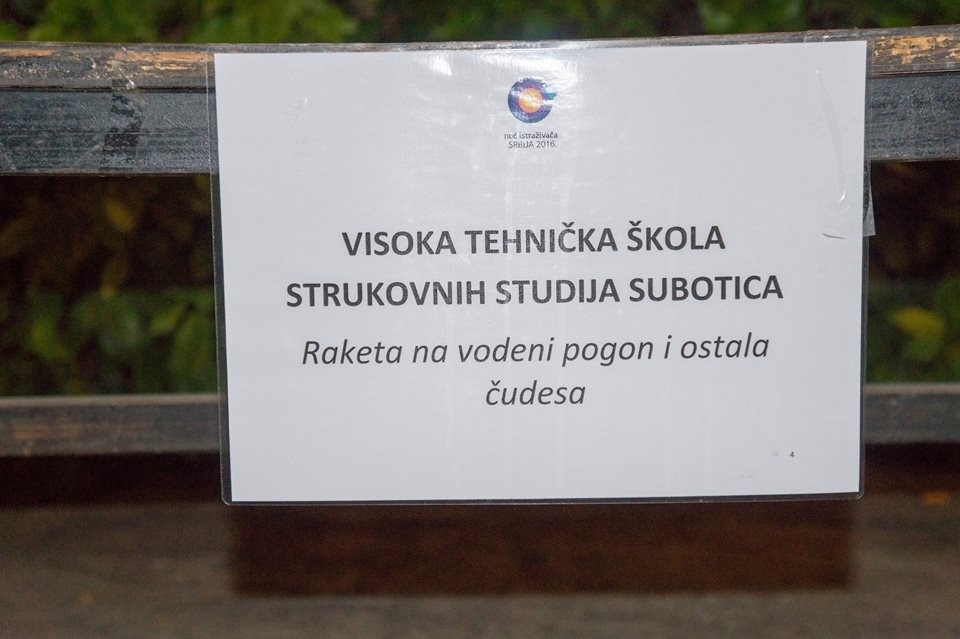 noć istraživača
SRBIJA 2016.
VISOKA TEHNIČKA ŠKOLA
STRUKOVNIH STUDIJA SUBOTICA
Raketa na vodeni pogon i ostala
čudesa
4